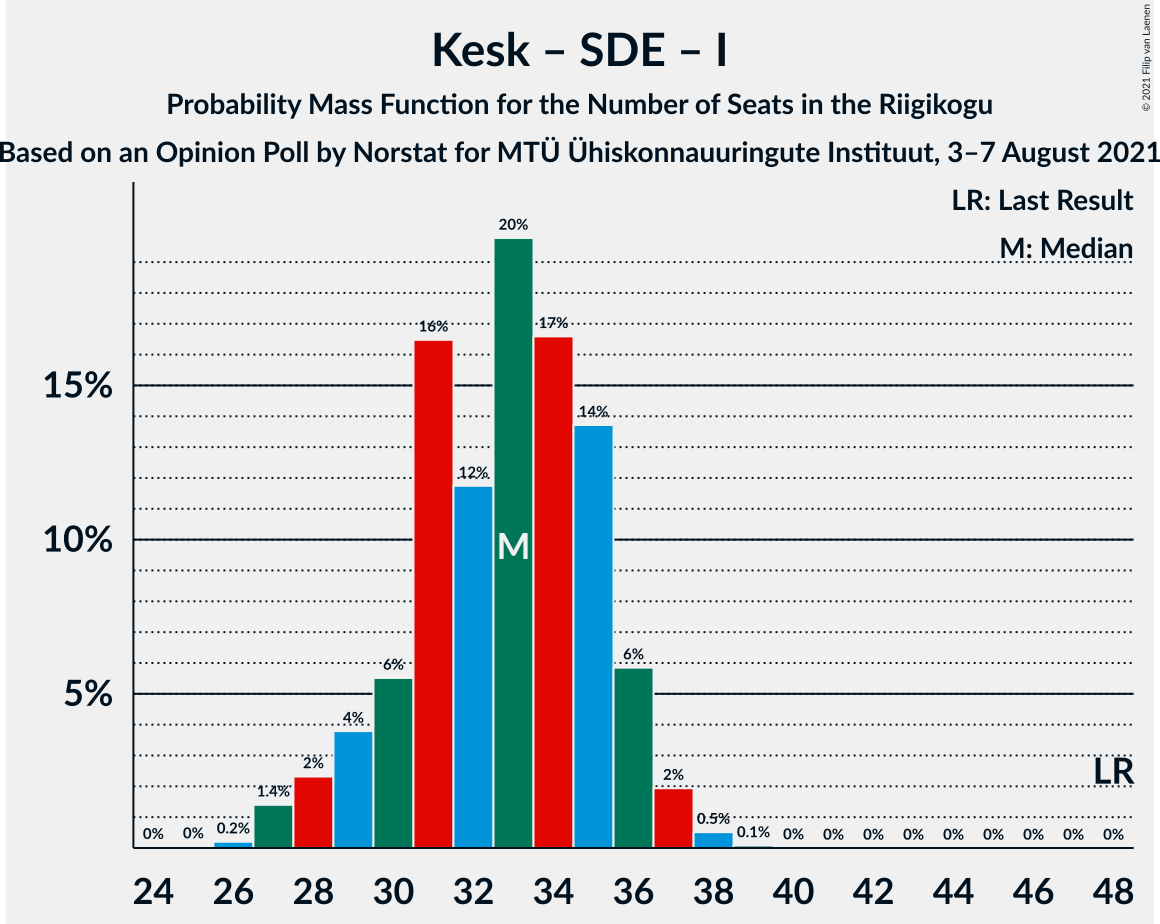 Kesk – SDE – I
Probability Mass Function for the Number of Seats in the Riigikogu
Based on an Opinion Poll by Norstat for MTÜ Ühiskonnauuringute Instituut, 3–7 August 2021
© 2021 Filip van Laenen
LR: Last Result
M: Median
20%
16%
17%
15%
14%
12%
10%
M
6%
6%
5%
4%
2%
2%
LR
1.4%
0.5%
0% 0% 0.2% 0.1% 0% 0% 0% 0% 0% 0% 0% 0% 0%
24 26 28 30 32 34 36 38 40 42 44 46 48